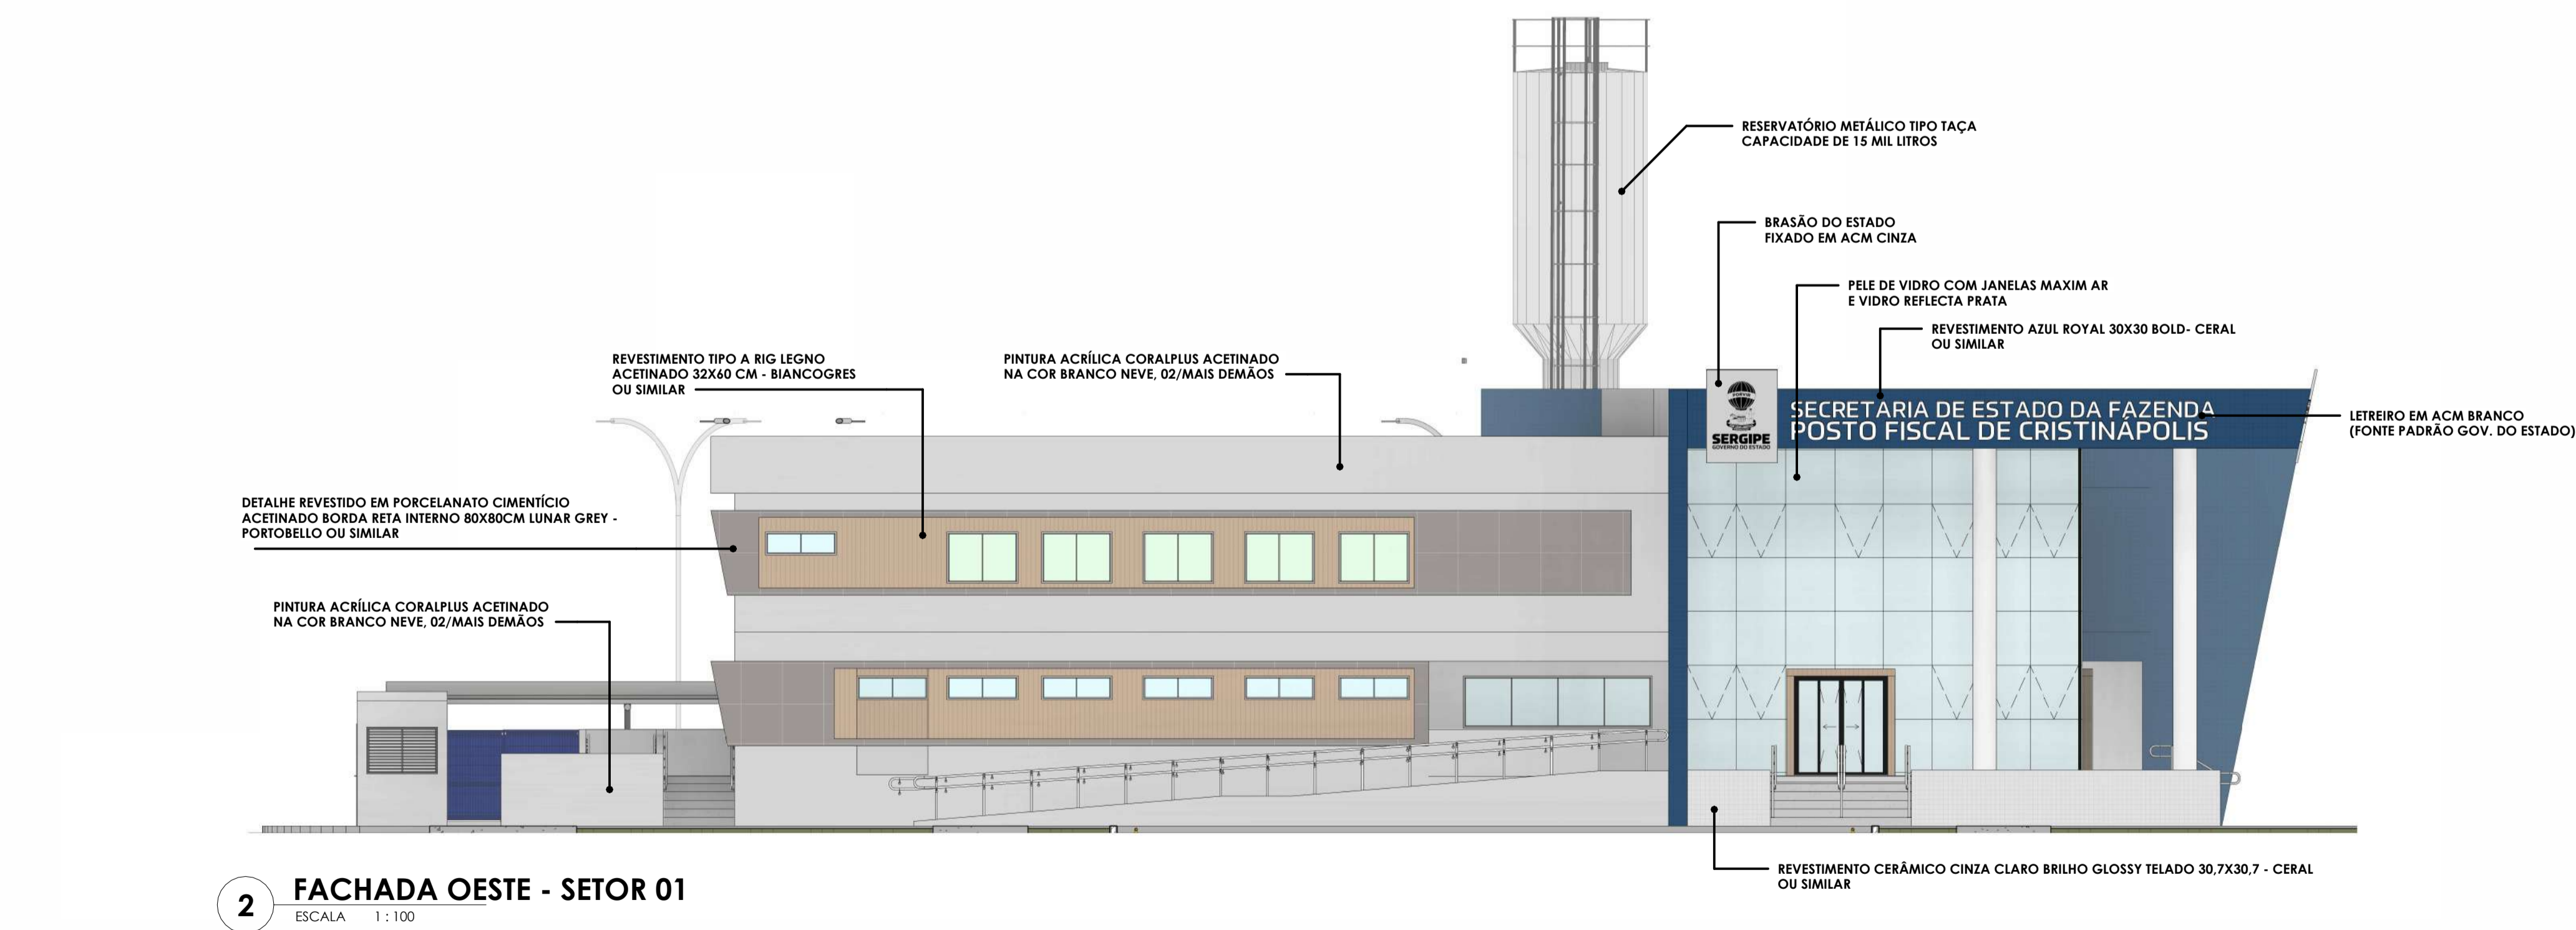 RESERVATÓRIO METÁLICO TIPO TAÇA
CAPACIDADE DE 15 MIL LITROS
BRASÃO DO ESTADO
FIXADO EM ACM CINZA
PELE DE VIDRO COM JANELAS MAXIM AR
E VIDRO REFLECTA PRATA
REVESTIMENTO AZUL ROYAL 30X30 BOLD- CERAL
OU SIMILAR
REVESTIMENTO TIPO A RIG LEGNO
ACETINADO 32X60 CM - BIANCOGRES
OU SIMILAR
PINTURA ACRÍLICA CORALPLUS ACETINADO
NA COR BRANCO NEVE, 02/MAIS DEMÃOS
SERGIPE
GOVERNO DO ESTADO
SECRETARIA DE ESTADO DA FAZENDA
POSTO FISCAL DE CRISTINÁPOLIS
LETREIRO EM ACM BRANCO
(FONTE PADRÃO GOV. DO ESTADO)
DETALHE REVESTIDO EM PORCELANATO CIMENTÍCIO
ACETINADO BORDA RETA INTERNO 80X80CM LUNAR GREY -
PORTOBELLO OU SIMILAR
PINTURA ACRÍLICA CORALPLUS ACETINADO
NA COR BRANCO NEVE, 02/MAIS DEMÃOS
REVESTIMENTO CERÂMICO CINZA CLARO BRILHO GLOSSY TELADO 30,7X30,7 - CERAL
OU SIMILAR
2
FACHADA OESTE - SETOR 01
ESCALA 1 : 100